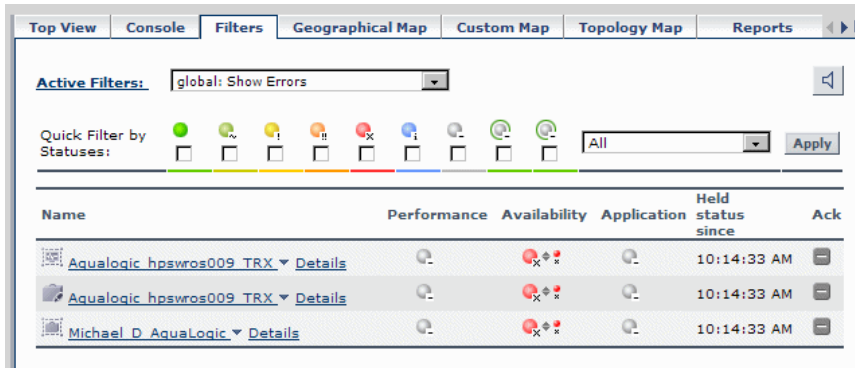 Top View Console Filters Geographical Map Custom Map Topology Map Reports
Active Filters: global: Show Errors
Quick Filter by
Statuses:
All Apply
Name Performance Availability Application Held status since Ack
Aqualogic_hpswros009_TRX Details 10:14:33 AM
Aqualogic_hpswros009_TRX Details 10:14:33 AM
Michael_D_AquaLogic Details 10:14:33 AM